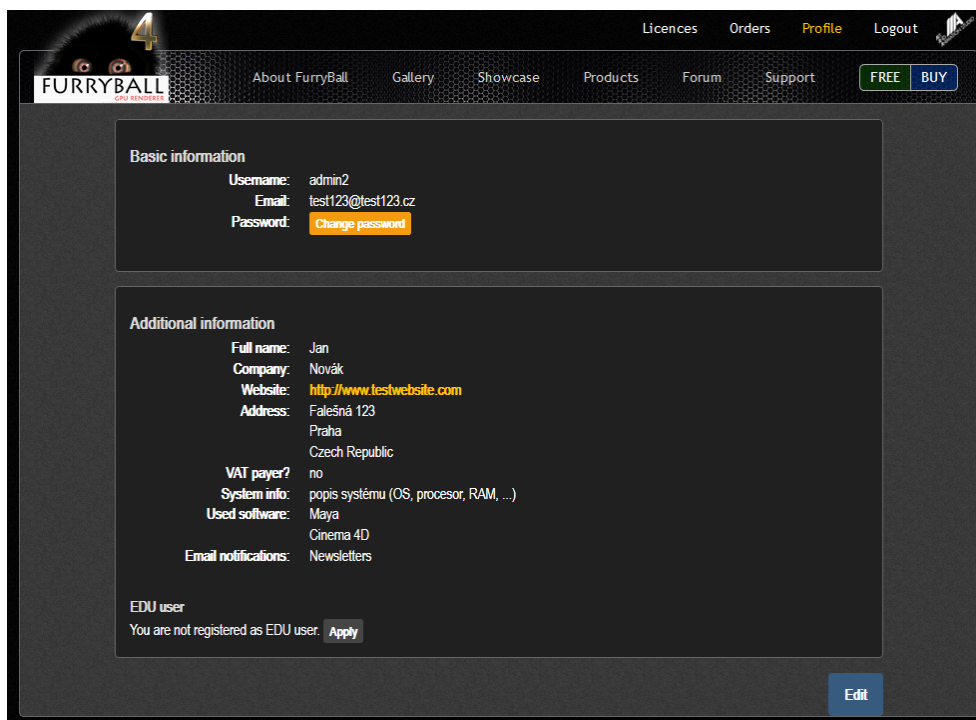 4
Licences Orders Profile Logout
FURRYBALL
GPU RENDERER
About FurryBall Gallery Showcase Products Forum Support FREE BUY
Basic information
Username: admin2
Email: test123@test123.cz
Password: Change password
Additional information
Full name: Jan
Company: Novák
Website: http://www.testwebsite.com
Address: Falešná 123
Praha
Czech Republic
VAT payer? no
System info: popis systému (OS, procesor, RAM, ...)
Used software: Maya
Cinema 4D
Email notifications: Newsletters
EDU user
You are not registered as EDU user. Apply
Edit